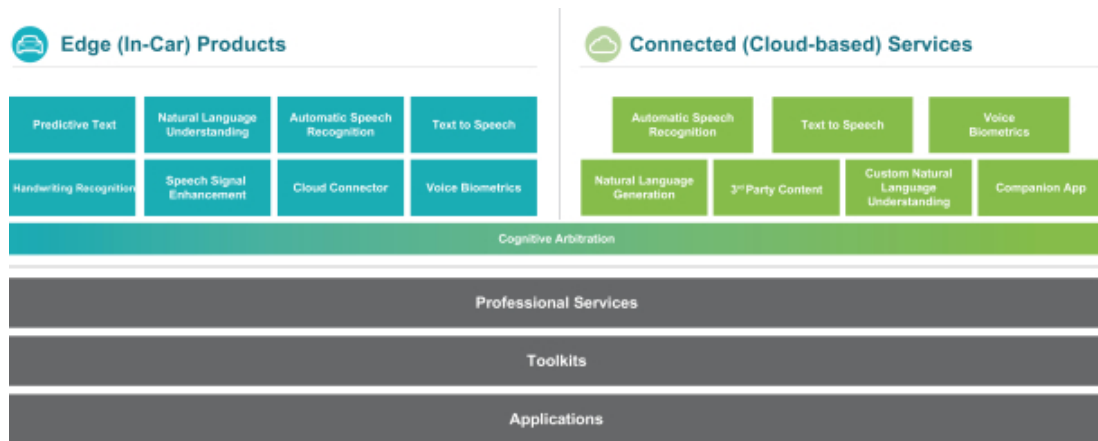 Edge (In-Car) Products
Connected (Cloud-based) Services
Predictive Text
Natural Language
Understanding
Automatic Speech
Recognition
Text to Speech
Automatic Speech
Recognition
Text to Speech
Voice
Biometrics
Handwriting Recognition
Speech Signal
Enhancement
Cloud Connector
Voice Biometrics
Natural Language
Generation
3rd Party Content
Custom Natural
Language
Understanding
Companion App
Cognitive Arbitration
Professional Services
Toolkits
Applications